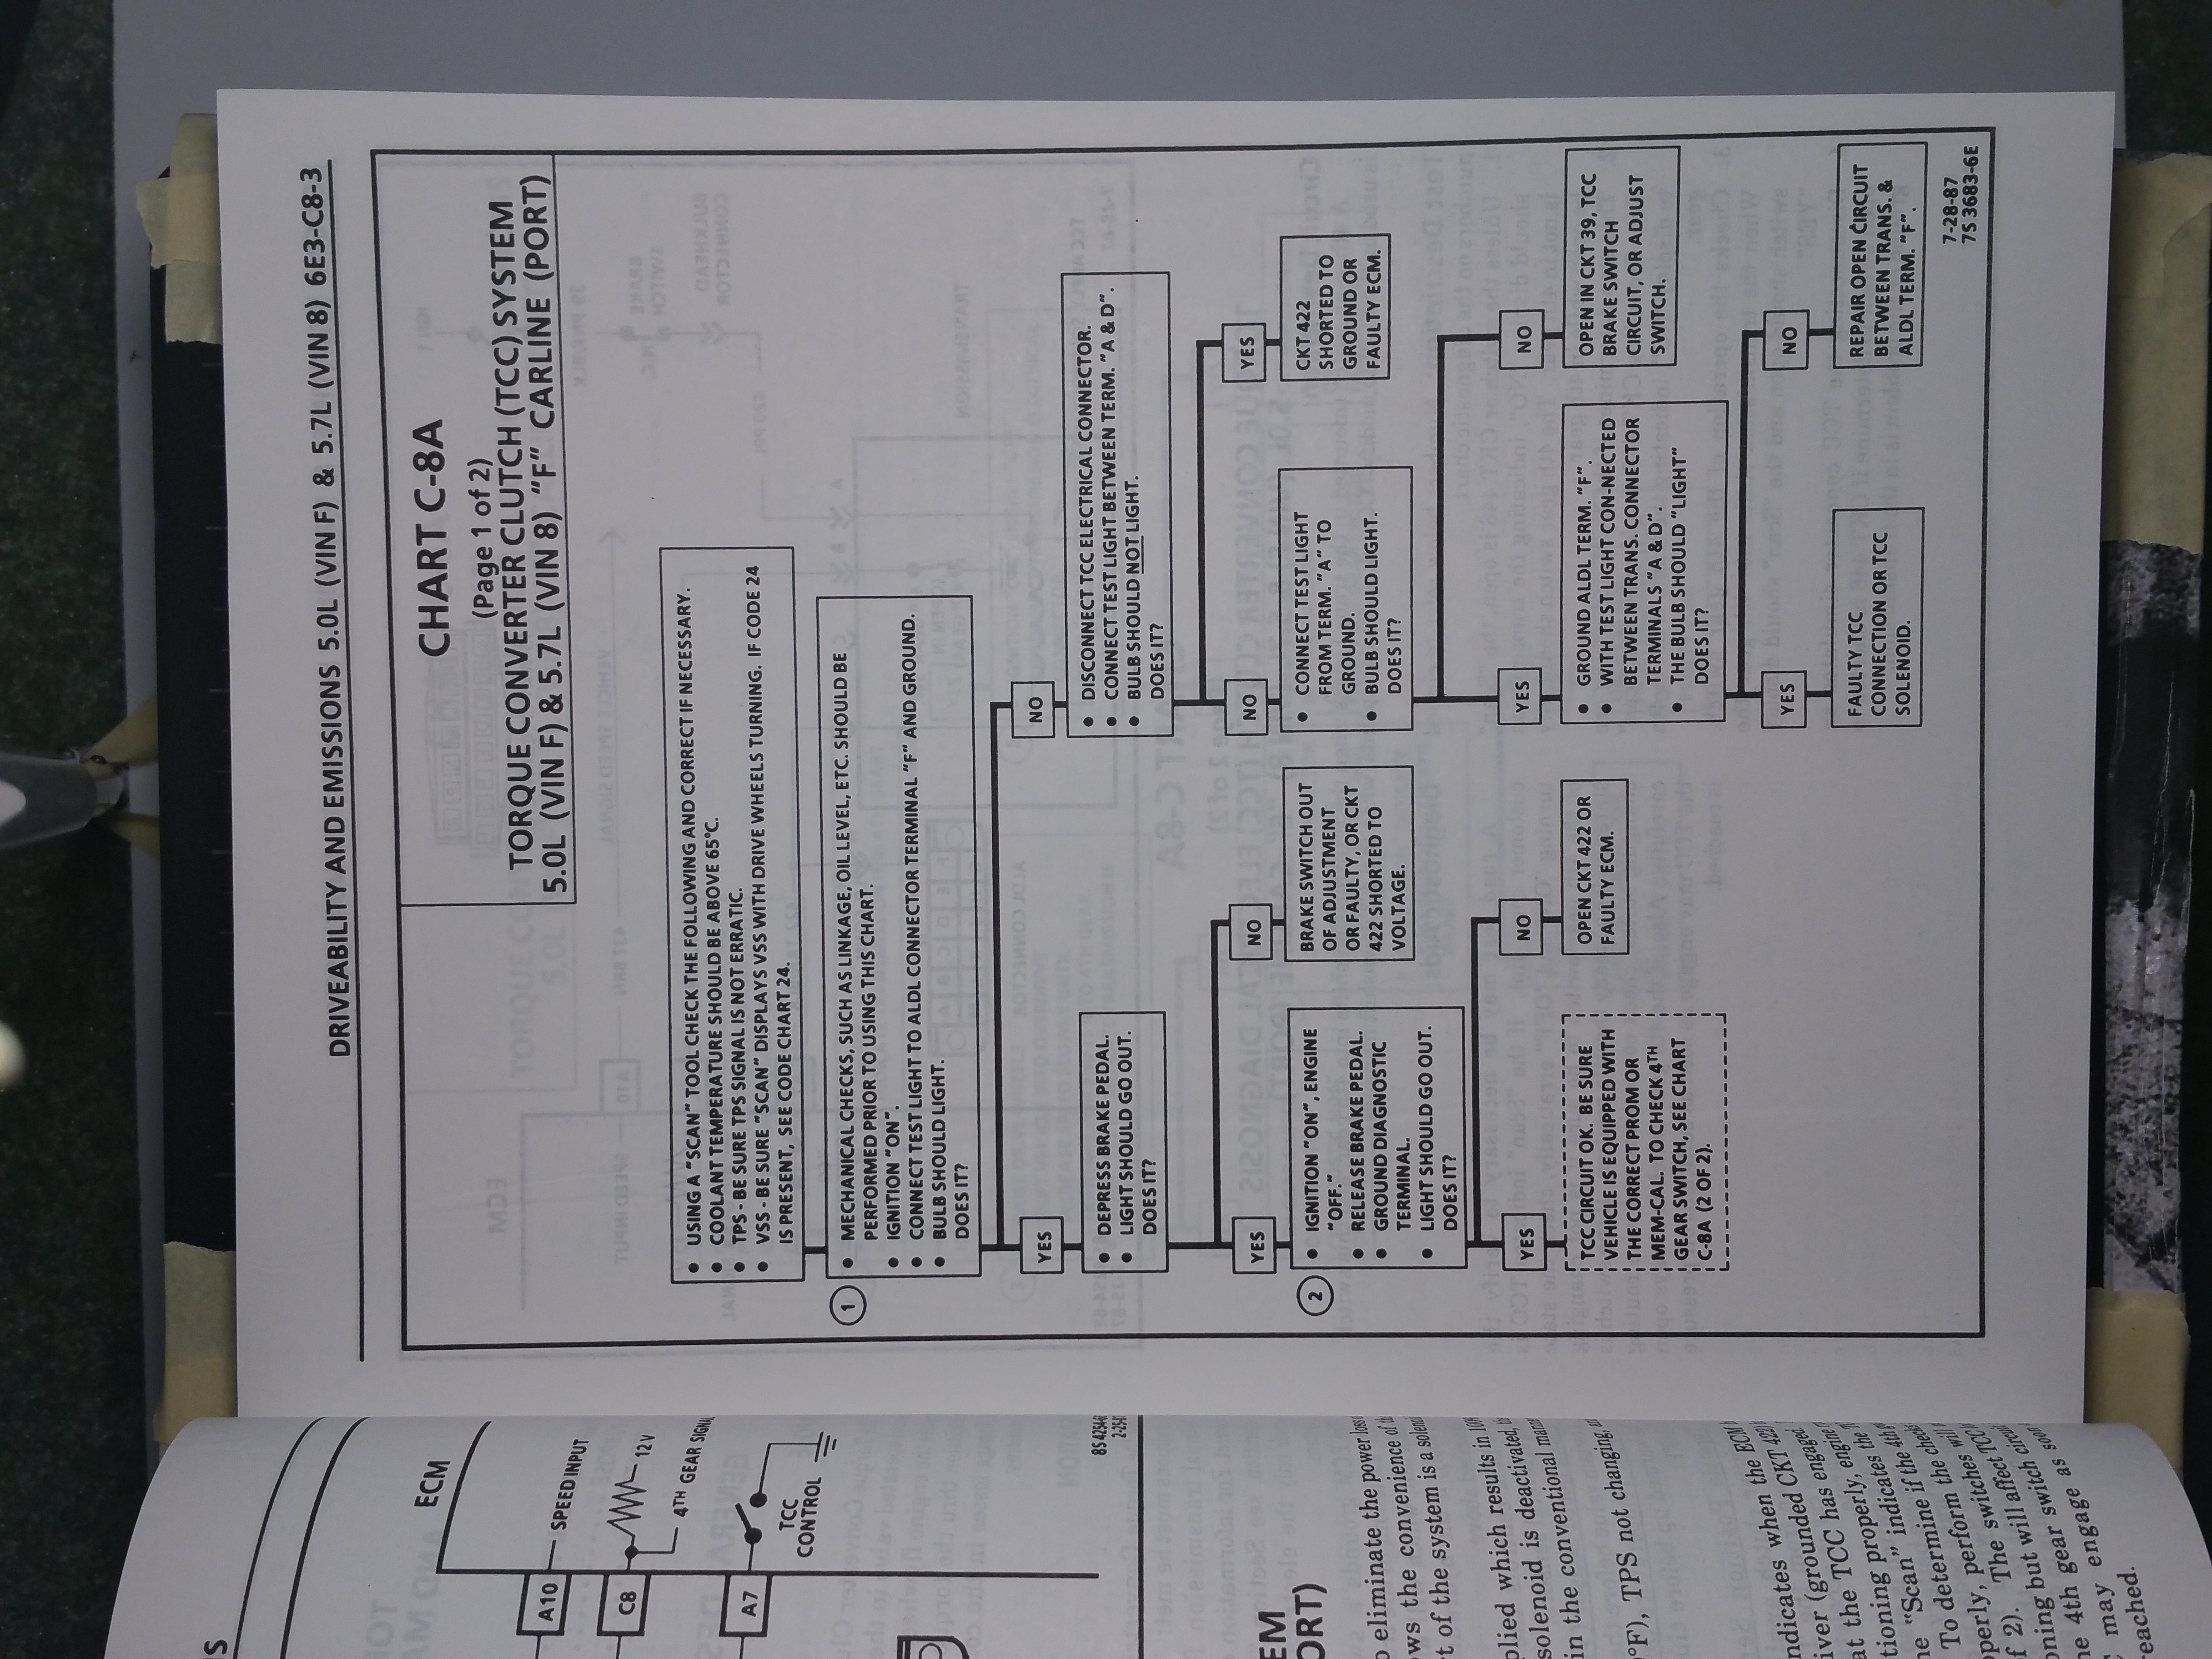 DRIVEABILITY AND EMISSIONS 5.0L (VIN F) & 5.7L (VIN 8) 6E3-C8-3
CHART C-8A
(Page 1 of 2)
TORQUE CONVERTER CLUTCH (TCC) SYSTEM
5.0L (VIN F) & 5.7L (VIN 8) "F" CARLINE (PORT)
• USING A "SCAN" TOOL CHECK THE FOLLOWING AND CORRECT IF NECESSARY.
• COOLANT TEMPERATURE SHOULD BE ABOVE 65°C.
• TPS - BE SURE TPS SIGNAL IS NOT ERRATIC.
• VSS - BE SURE "SCAN" DISPLAYS VSS WITH DRIVE WHEELS TURNING. IF CODE 24
IS PRESENT, SEE CODE CHART 24.
1
• MECHANICAL CHECKS, SUCH AS LINKAGE, OIL LEVEL, ETC. SHOULD BE
PERFORMED PRIOR TO USING THIS CHART.
• IGNITION "ON".
• CONNECT TEST LIGHT TO ALDL CONNECTOR TERMINAL "F" AND GROUND.
• BULB SHOULD LIGHT.
DOES IT?
YES
NO
• DEPRESS BRAKE PEDAL.
• LIGHT SHOULD GO OUT.
DOES IT?
• DISCONNECT TCC ELECTRICAL CONNECTOR.
• CONNECT TEST LIGHT BETWEEN TERM. "A & D".
• BULB SHOULD NOT LIGHT.
DOES IT?
YES
NO
NO
YES
2
• IGNITION "ON", ENGINE
"OFF."
• RELEASE BRAKE PEDAL.
• GROUND DIAGNOSTIC
TERMINAL.
• LIGHT SHOULD GO OUT.
DOES IT?
BRAKE SWITCH OUT
OF ADJUSTMENT
OR FAULTY, OR CKT
422 SHORTED TO
VOLTAGE.
• CONNECT TEST LIGHT
FROM TERM. "A" TO
GROUND.
• BULB SHOULD LIGHT.
DOES IT?
CKT 422
SHORTED TO
GROUND OR
FAULTY ECM.
YES
NO
YES
NO
TCC CIRCUIT OK. BE SURE
VEHICLE IS EQUIPPED WITH
THE CORRECT PROM OR
MEM-CAL. TO CHECK 4TH
GEAR SWITCH, SEE CHART
C-8A (2 OF 2).
OPEN CKT 422 OR
FAULTY ECM.
• GROUND ALDL TERM. "F".
• WITH TEST LIGHT CON-NECTED
BETWEEN TRANS. CONNECTOR
TERMINALS "A & D".
• THE BULB SHOULD "LIGHT"
DOES IT?
OPEN IN CKT 39, TCC
BRAKE SWITCH
CIRCUIT, OR ADJUST
SWITCH.
YES
NO
FAULTY TCC
CONNECTION OR TCC
SOLENOID.
REPAIR OPEN CIRCUIT
BETWEEN TRANS. &
ALDL TERM. "F".
7-28-87
7S 3683-6E
S
ECM
A10
SPEED INPUT
C8
12V
4TH GEAR SIGNAL
A7
TCC
CONTROL
EM
ORT)
eliminate the power loss
ows the convenience of
t of the system is a
plied which results in
solenoid is deactivated,
in the conventional
°F), TPS not changing,
ndicates when the ECM
iver (grounded CKT 422)
at the TCC has engaged
at properly, engine
tioning properly, the
he "Scan" indicates the 4th
"Scan" if the
To determine the
perly, perform the
f 2). The switches TCC
oning but will affect
he 4th gear switch
may engage as soon
reached.